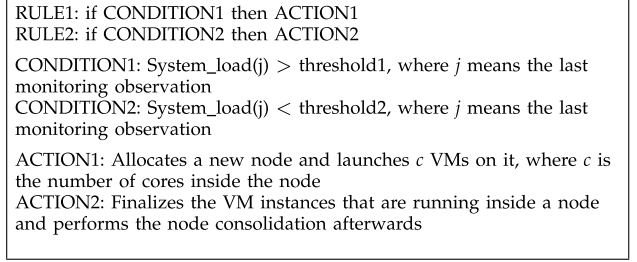 RULE1: if CONDITION1 then ACTION1
RULE2: if CONDITION2 then ACTION2
CONDITION1: System_load(j) > threshold1, where j means the last
monitoring observation
CONDITION2: System_load(j) < threshold2, where j means the last
monitoring observation
ACTION1: Allocates a new node and launches c VMs on it, where c is
the number of cores inside the node
ACTION2: Finalizes the VM instances that are running inside a node
and performs the node consolidation afterwards